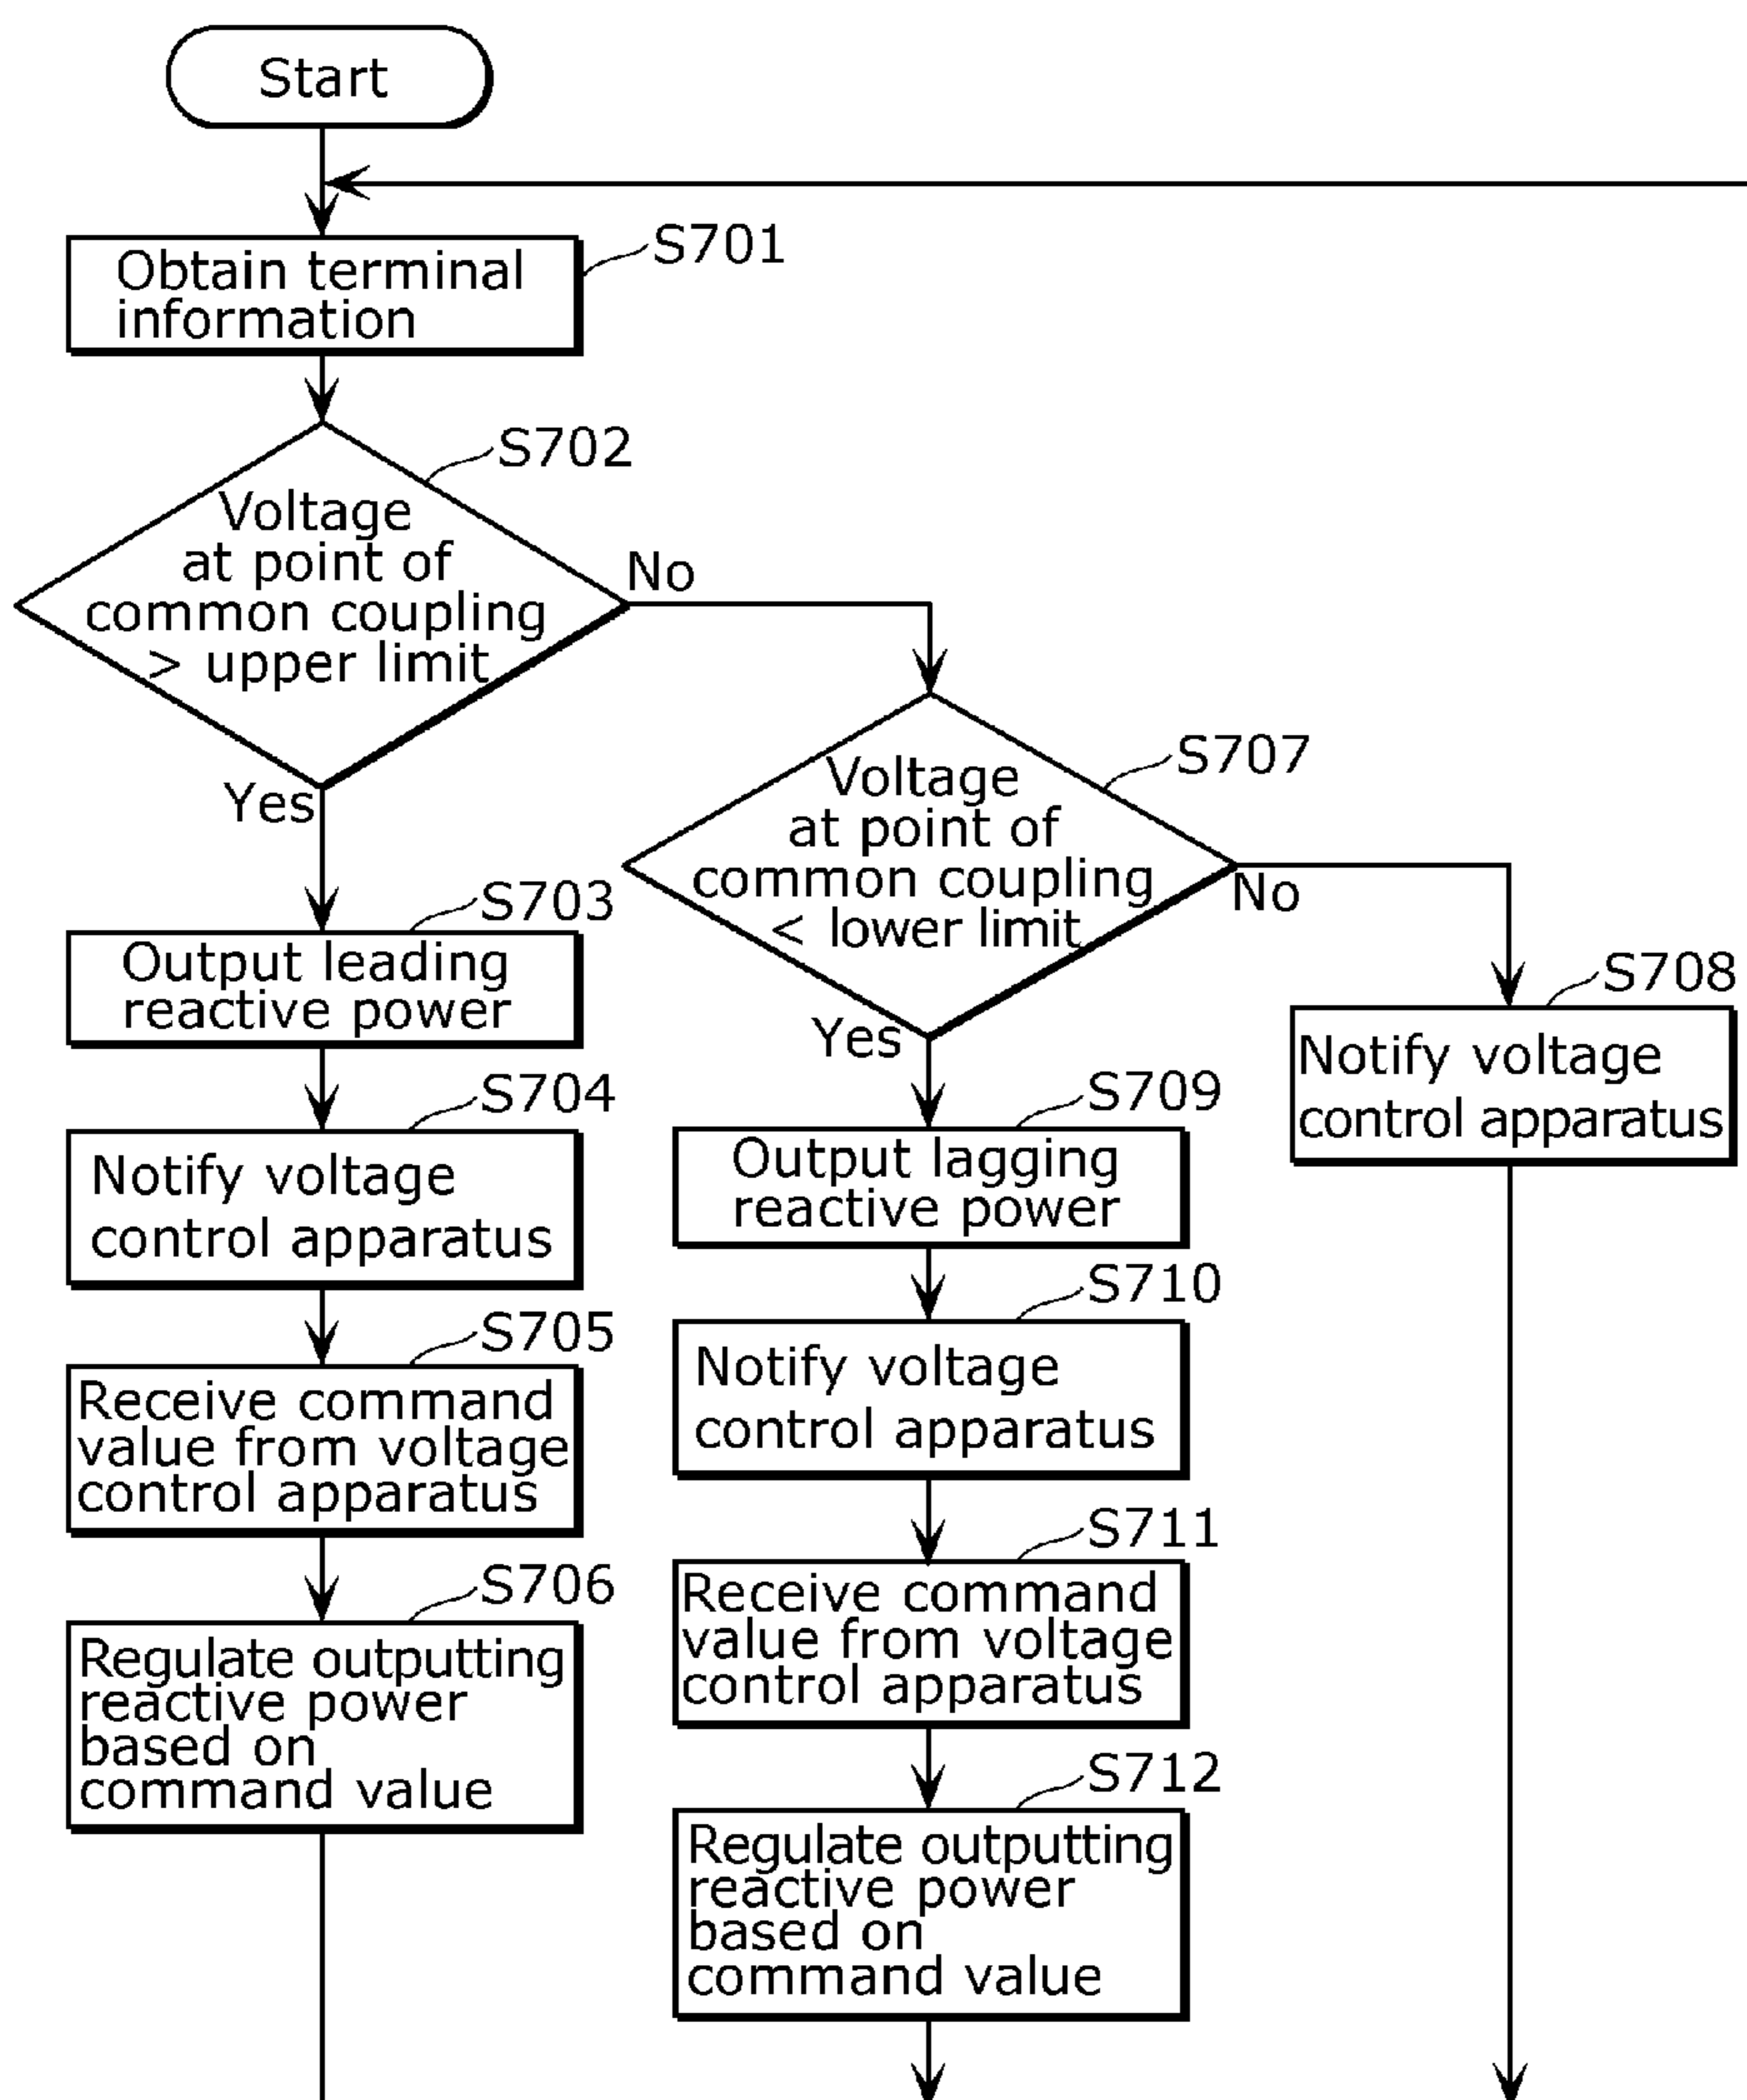 Start
S701
Obtain terminal
information
S702
Voltage
at point of
common coupling
> upper limit
No
Yes
S707
Voltage
at point of
common coupling
< lower limit
No
Yes
S703
Output leading
reactive power
S704
Notify voltage
control apparatus
S705
Receive command
value from voltage
control apparatus
S706
Regulate outputting
reactive power
based on
command value
S709
Output lagging
reactive power
S710
Notify voltage
control apparatus
S711
Receive command
value from voltage
control apparatus
S712
Regulate outputting
reactive power
based on
command value
S708
Notify voltage
control apparatus